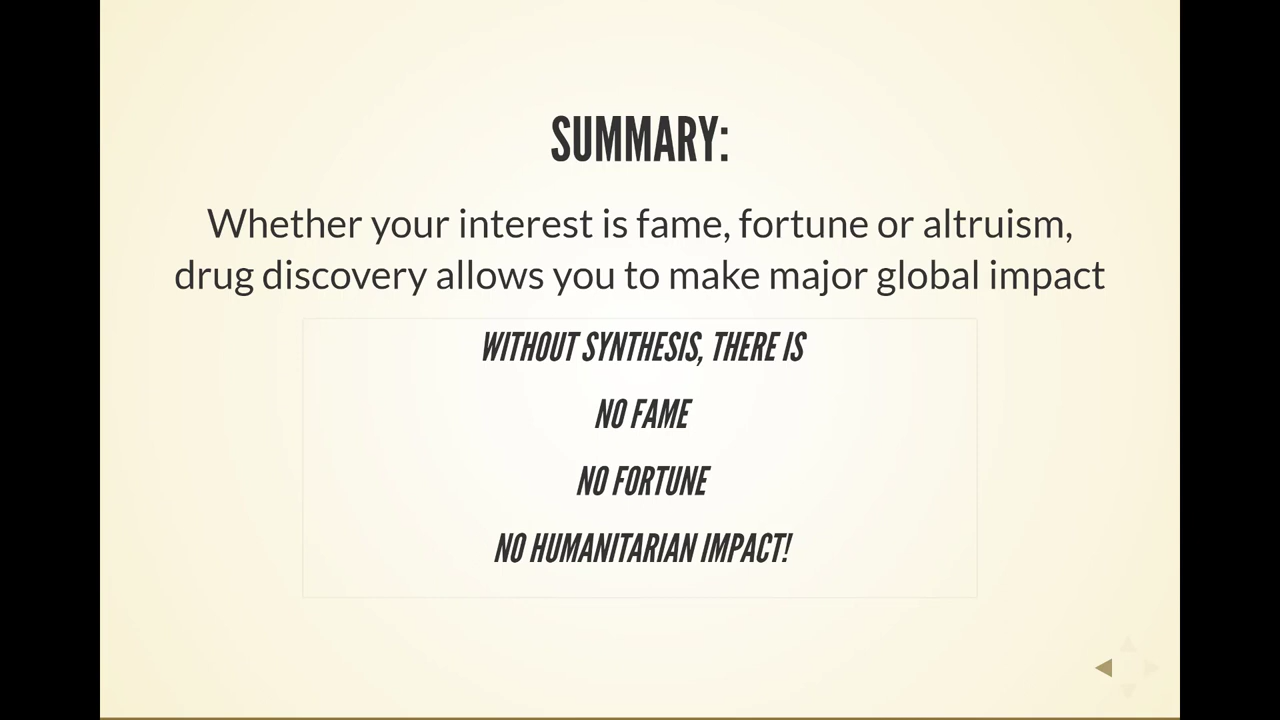 SUMMARY:
Whether your interest is fame, fortune or altruism,
drug discovery allows you to make major global impact
WITHOUT SYNTHESIS, THERE IS
NO FAME
NO FORTUNE
NO HUMANITARIAN IMPACT!